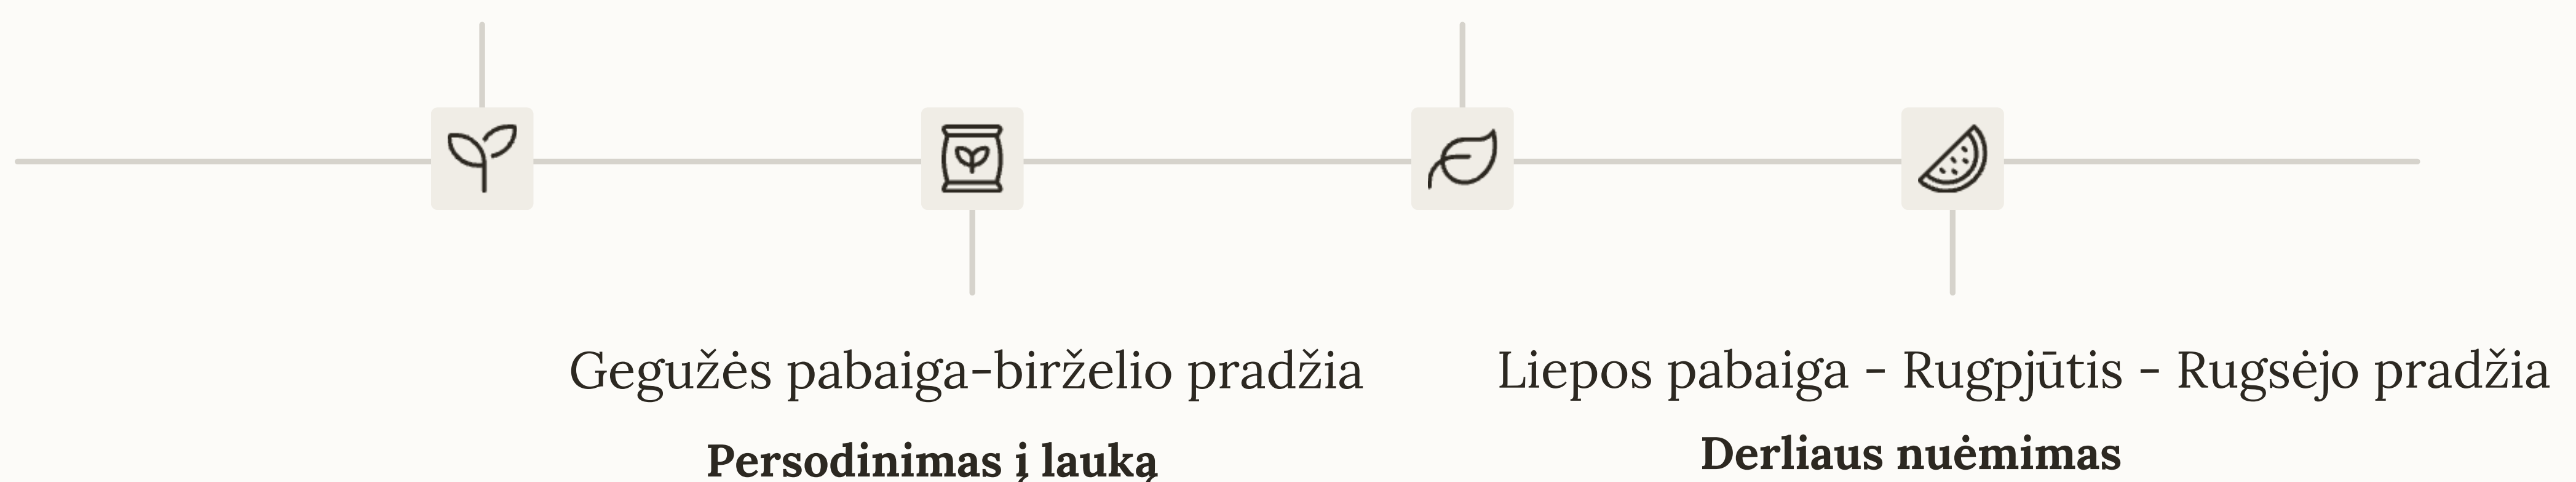 Gegužės pabaiga-birželio pradžia
Persodinimas į lauką
Liepos pabaiga - Rugpjūtis - Rugsėjo pradžia
Derliaus nuėmimas